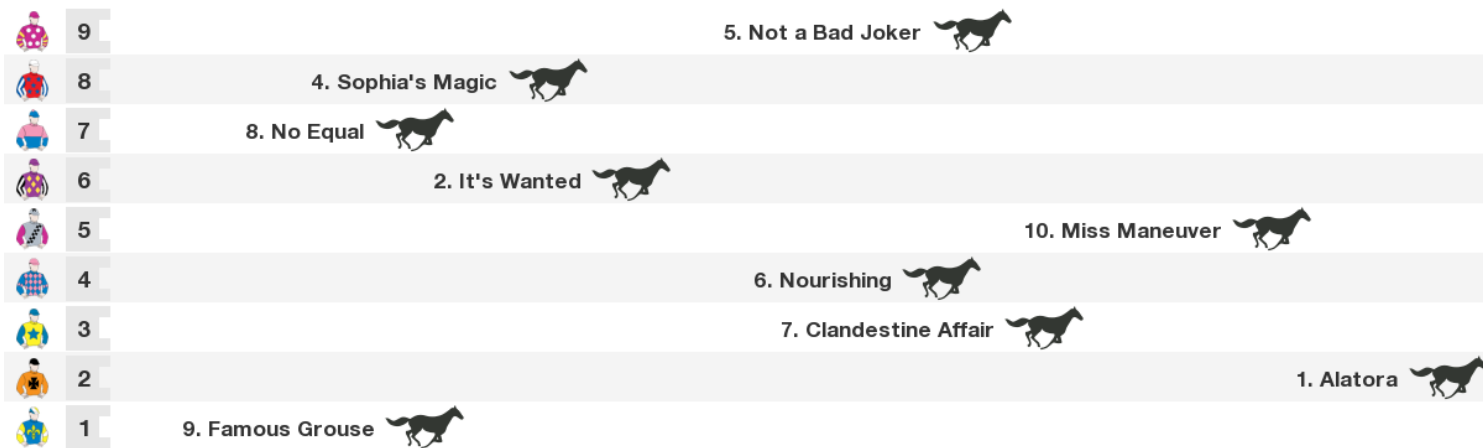 9 5. Not a Bad Joker
8 4. Sophia's Magic
7 8. No Equal
6 2. It's Wanted
5 10. Miss Maneuver
4 6. Nourishing
3 7. Clandestine Affair
2 1. Alatora
1 9. Famous Grouse